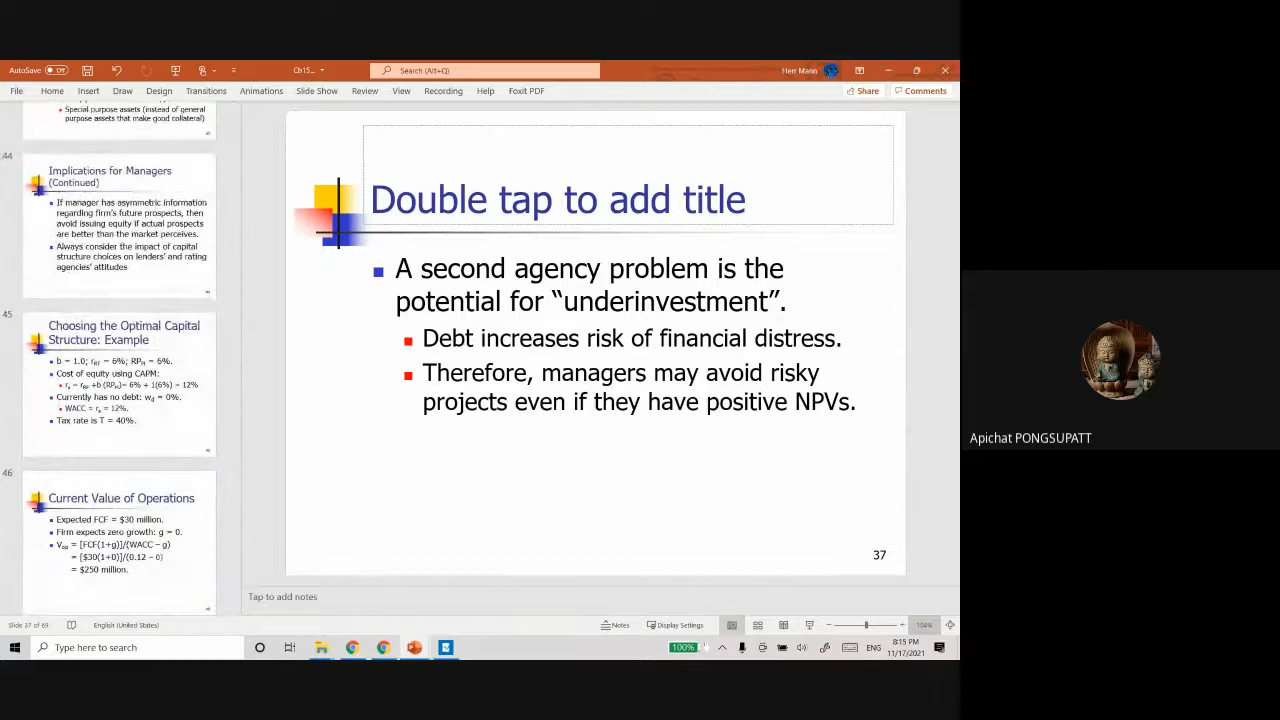 AutoSave Off
Ch15...
Search (Alt+Q)
Herr Mann
File Home Insert Draw Design Transitions Animations Slide Show Review View Recording Help Foxit PDF
Share Comments
Special purpose assets (instead of general
purpose assets that make good collateral)
44
Implications for Managers
(Continued)
If manager has asymmetric information
regarding firm's future prospects, then
avoid issuing equity if actual prospects
are better than the market perceives.
Always consider the impact of capital
structure choices on lenders' and rating
agencies' attitudes
45
Choosing the Optimal Capital
Structure: Example
b = 1.0; rRF = 6%; RPM = 6%.
Cost of equity using CAPM:
rs = rRF +b (RPM)= 6% + 1(6%) = 12%
Currently has no debt: wd = 0%.
WACC = rs = 12%.
Tax rate is T = 40%.
46
Current Value of Operations
Expected FCF = $30 million.
Firm expects zero growth: g = 0.
Vop = [FCF(1+g)]/(WACC − g)
= [$30(1+0)]/(0.12 − 0)
= $250 million.
Double tap to add title
A second agency problem is the
potential for “underinvestment”.
Debt increases risk of financial distress.
Therefore, managers may avoid risky
projects even if they have positive NPVs.
37
Tap to add notes
Slide 37 of 69 English (United States)
Notes Display Settings 104%
Type here to search
100%
ENG
8:15 PM
11/17/2021
Apichat PONGSUPATT